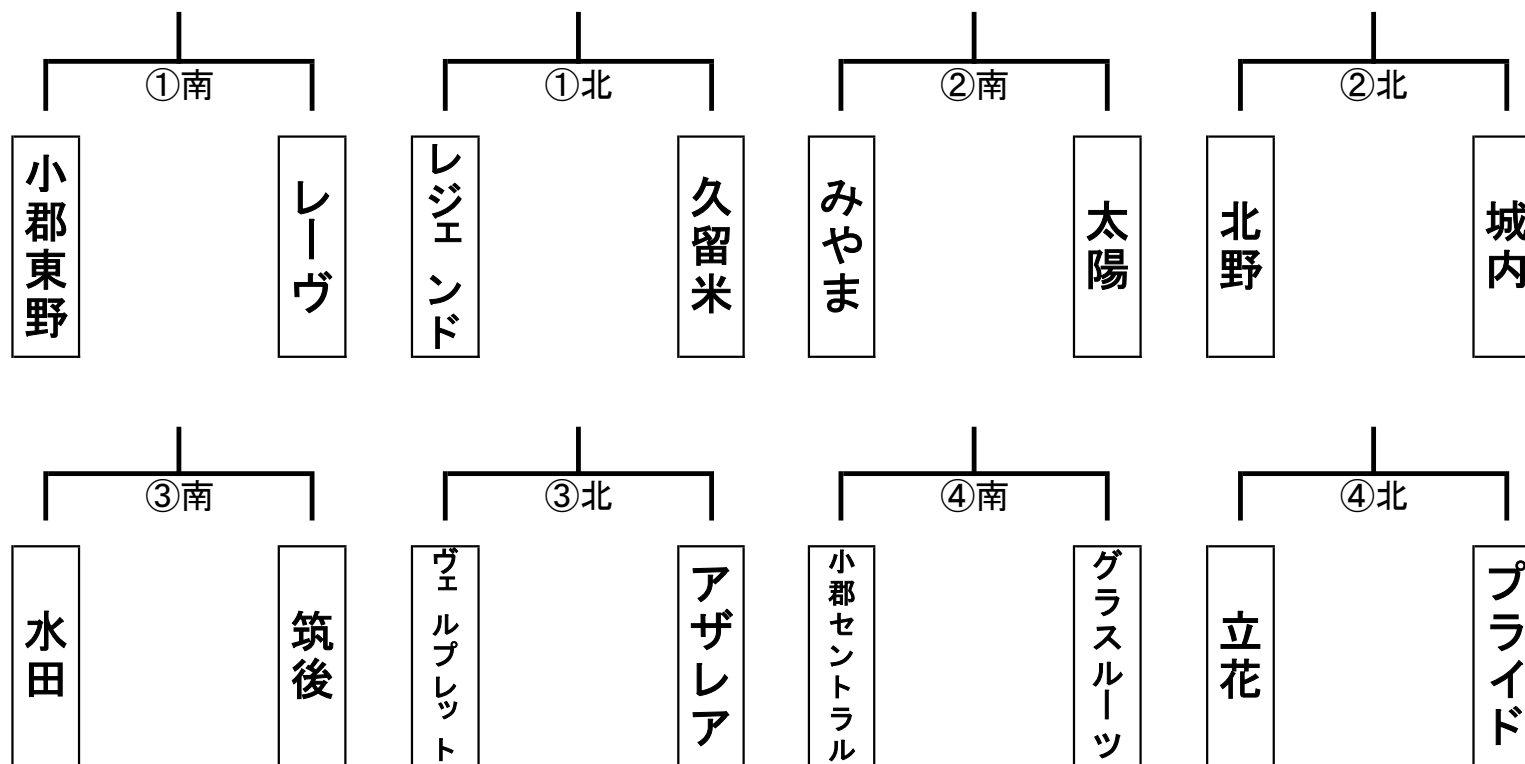 ①南
①北
②南
②北
小郡東野
レーヴ
レジェンド
久留米
みやま
太陽
北野
城内
③南
③北
④南
④北
水田
筑後
ヴェルプレット
アザレア
小郡セントラル
グラスルーツ
立花
プライド